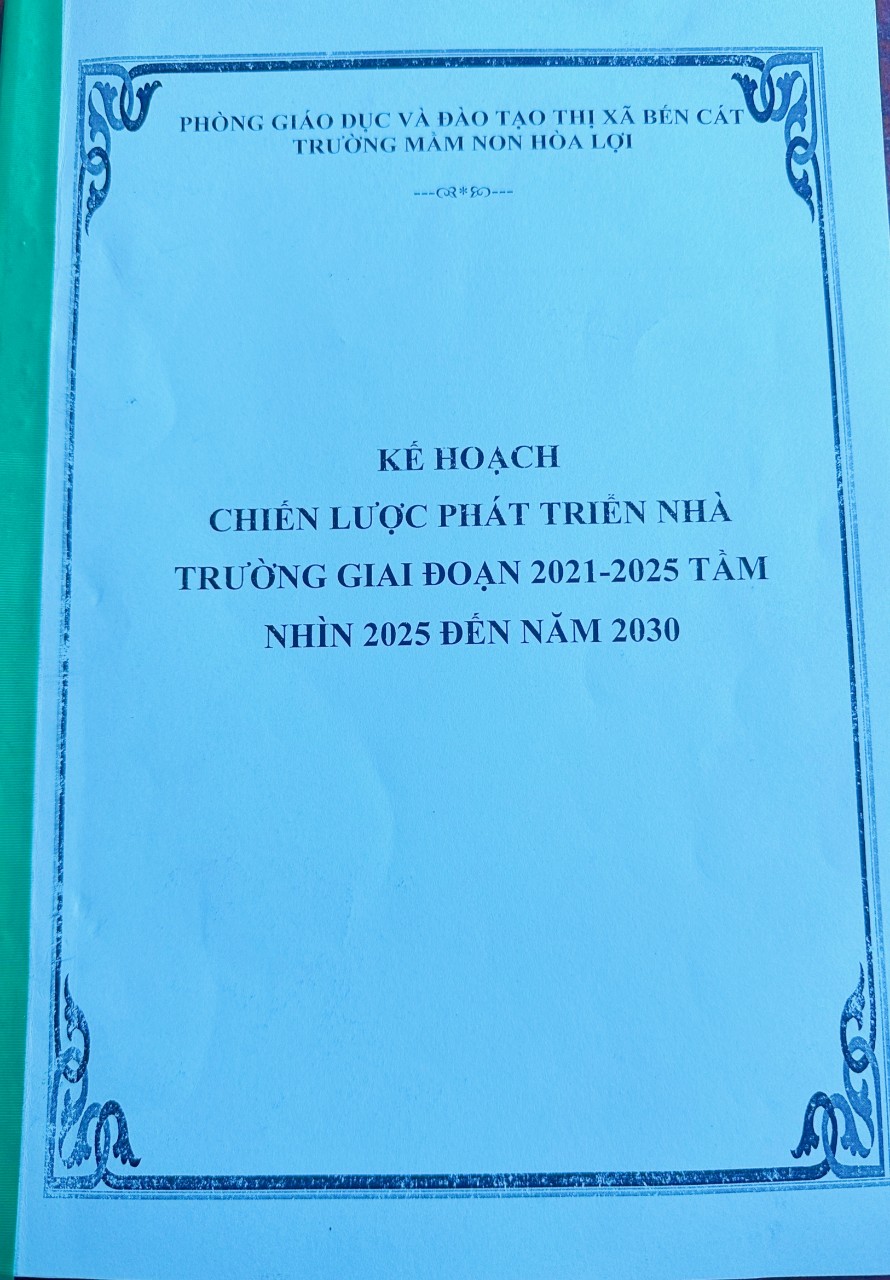 PHÒNG GIÁO DỤC VÀ ĐÀO TẠO THỊ XÃ BẾN CÁT
TRƯỜNG MẦM NON HÒA LỢI
KẾ HOẠCH
CHIẾN LƯỢC PHÁT TRIỂN NHÀ
TRƯỜNG GIAI ĐOẠN 2021-2025 TẦM
NHÌN 2025 ĐẾN NĂM 2030